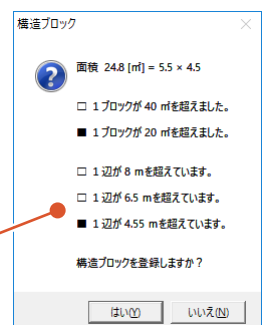 構造ブロック
面積 24.8 [㎡] = 5.5 × 4.5
□ 1ブロックが 40 ㎡を超えました。
■ 1ブロックが 20 ㎡を超えました。
□ 1辺が 8 mを超えています。
□ 1辺が 6.5 mを超えています。
■ 1辺が 4.55 mを超えています。
構造ブロックを登録しますか？
はい(Y) いいえ(N)